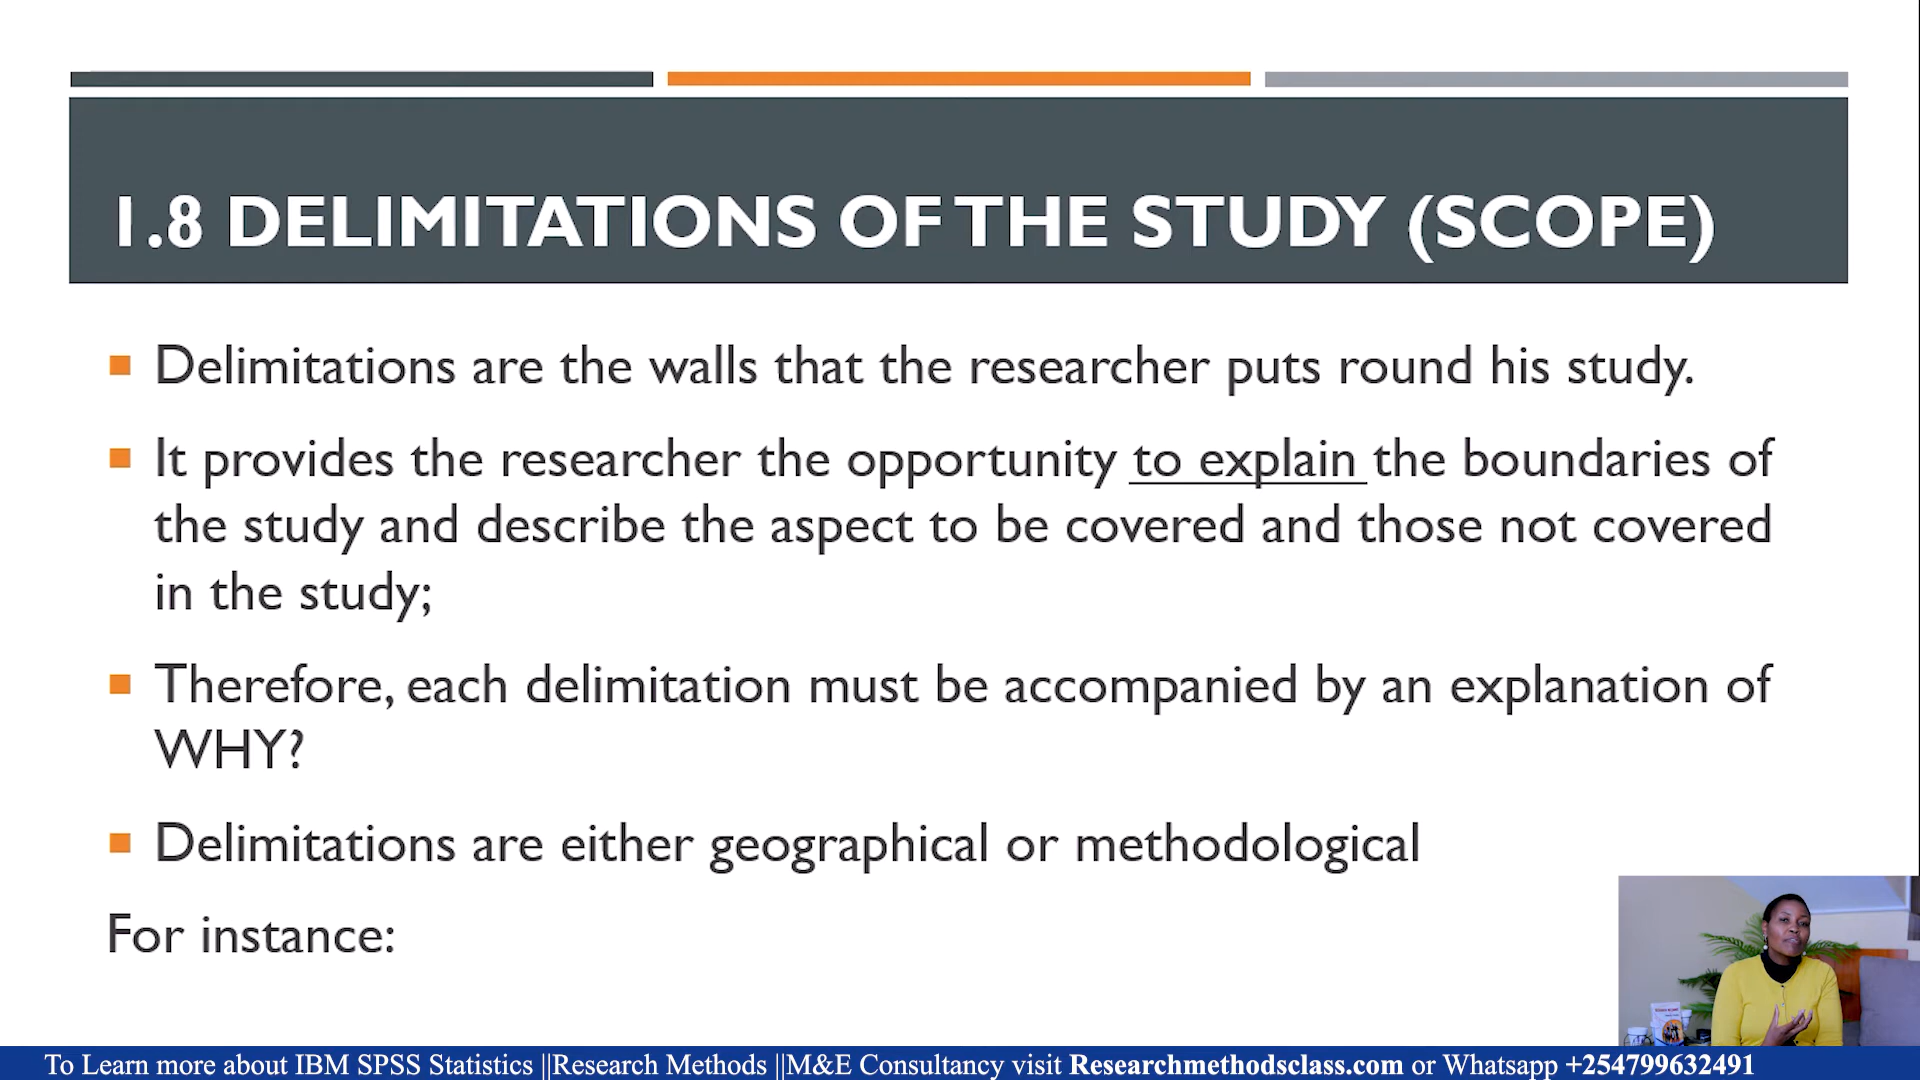 1.8 DELIMITATIONS OF THE STUDY (SCOPE)
Delimitations are the walls that the researcher puts round his study.
It provides the researcher the opportunity to explain the boundaries of
the study and describe the aspect to be covered and those not covered
in the study;
Therefore, each delimitation must be accompanied by an explanation of
WHY?
Delimitations are either geographical or methodological
For instance:
To Learn more about IBM SPSS Statistics ||Research Methods ||M&E Consultancy visit Researchmethodsclass.com or Whatsapp +254799632491